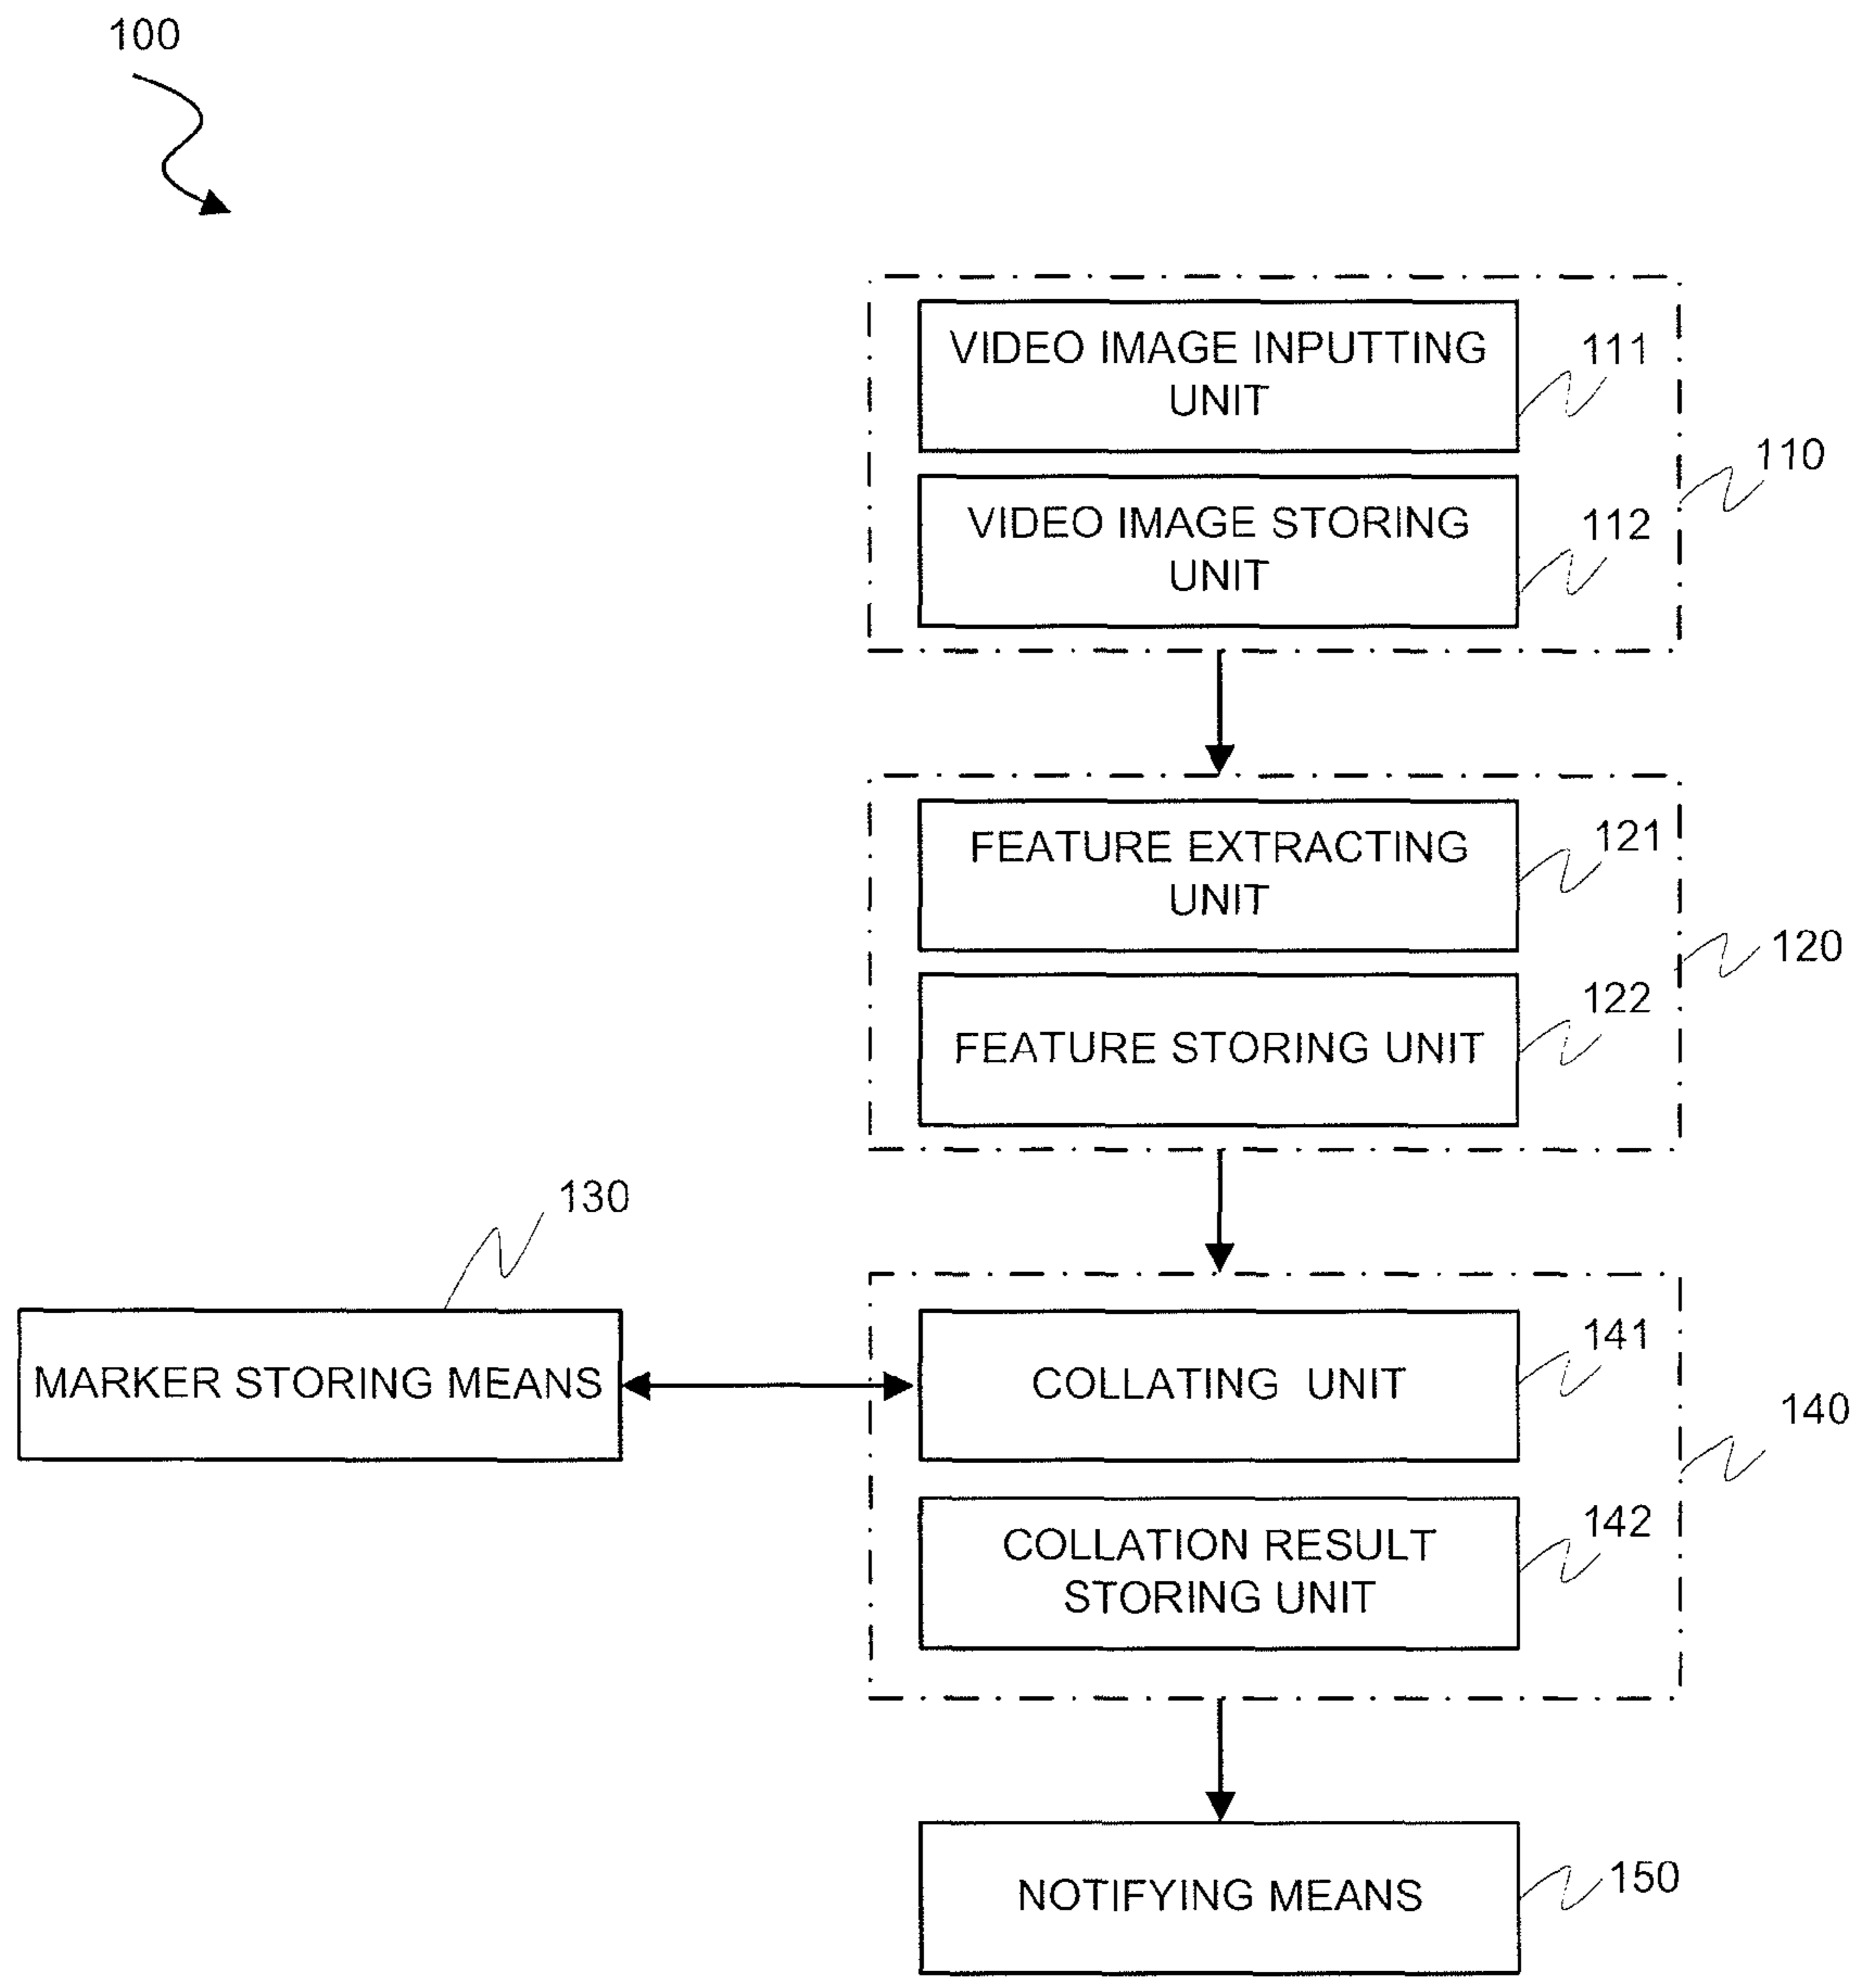 100
VIDEO IMAGE INPUTTING
UNIT
111
110
VIDEO IMAGE STORING
UNIT
112
FEATURE EXTRACTING
UNIT
121
120
FEATURE STORING UNIT
122
130
MARKER STORING MEANS
COLLATING UNIT
141
140
COLLATION RESULT
STORING UNIT
142
NOTIFYING MEANS
150